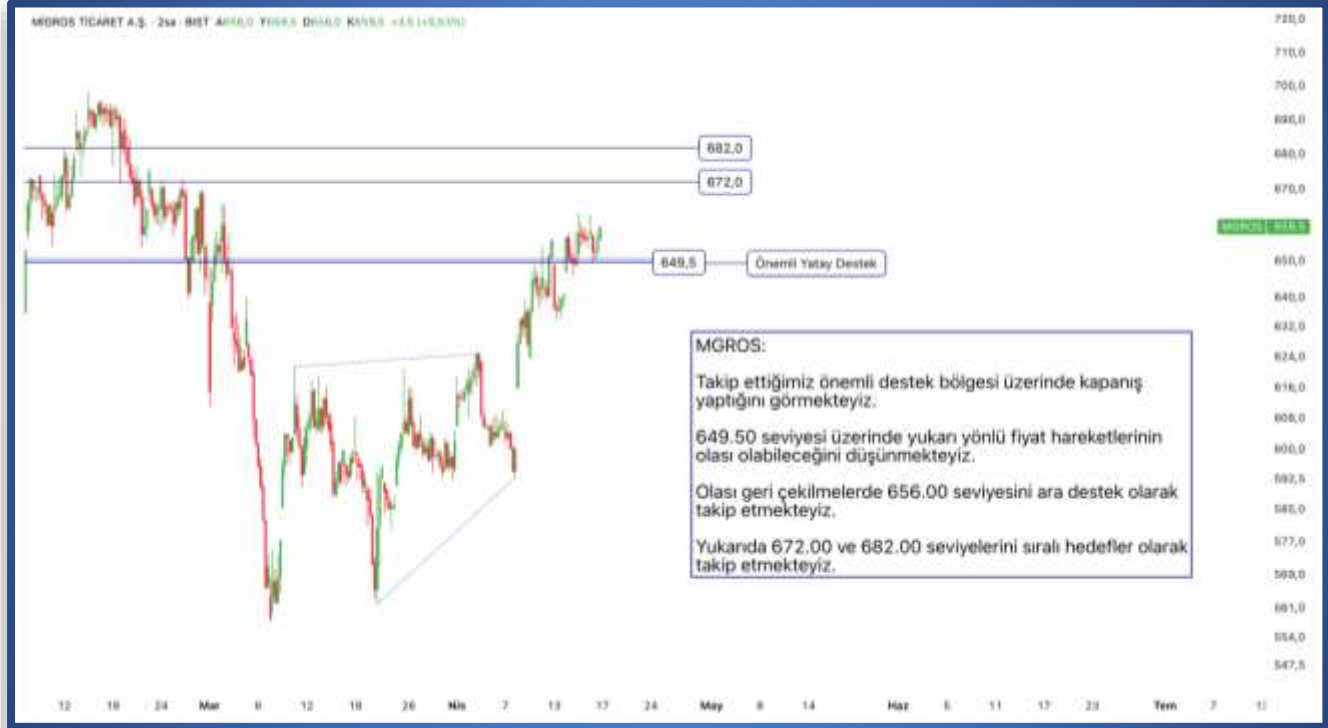 MİGROS TİCARET A.Ş. · 2sa · BIST
720,0
710,0
700,0
690,0
682,0
680,0
672,0
670,0
MGROS
649,5
Önemli Yatay Destek
650,0
640,0
632,0
MGROS:
624,0
Takip ettiğimiz önemli destek bölgesi üzerinde kapanış
yaptığını görmekteyiz.
616,0
608,0
649.50 seviyesi üzerinde yukarı yönlü fiyat hareketlerinin
olası olabileceğini düşünmekteyiz.
600,0
592,5
Olası geri çekilmelerde 656.00 seviyesini ara destek olarak
takip etmekteyiz.
585,0
577,0
Yukarıda 672.00 ve 682.00 seviyelerini sıralı hedefler olarak
takip etmekteyiz.
569,0
561,0
554,0
547,5
12 18 24 Mar 6 12 18 26 Nis 7 13 17 24 May 8 14 Haz 5 11 17 23 Tem 7